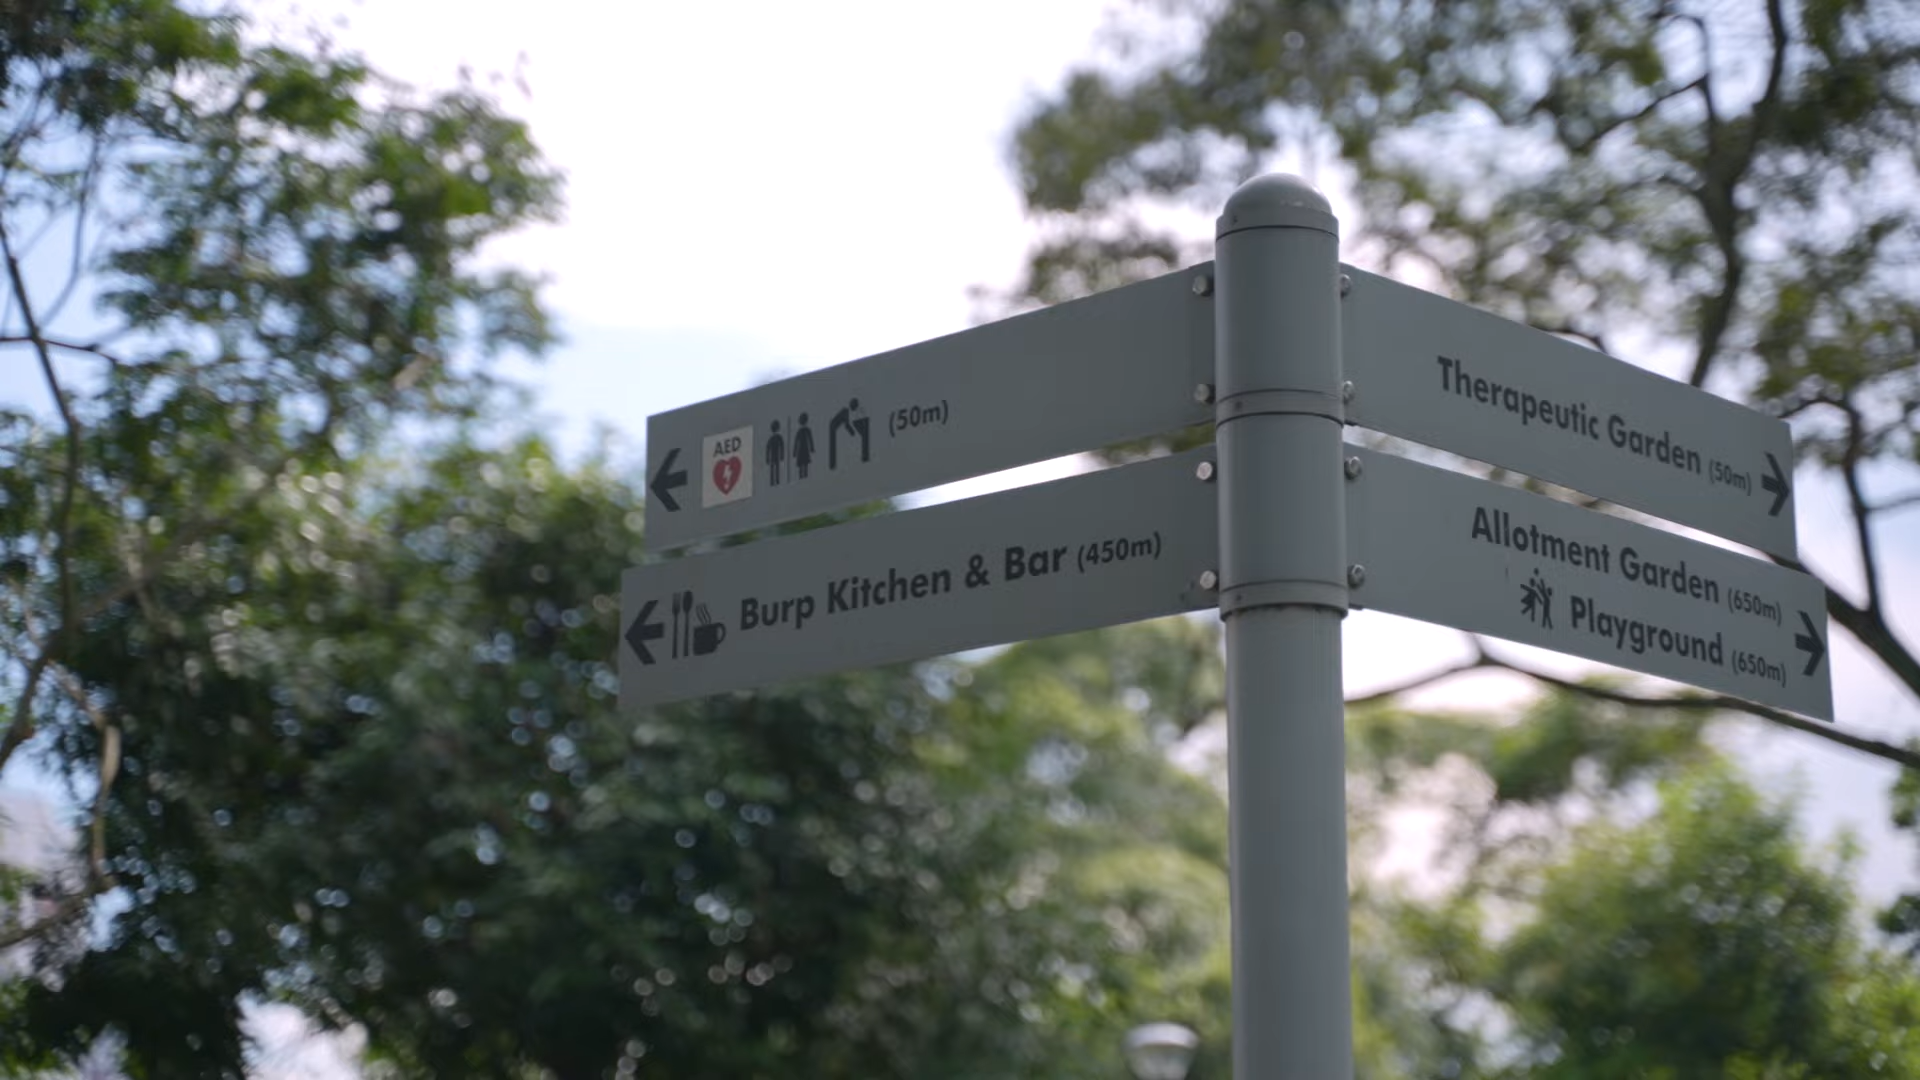 AED
(50m)
Burp Kitchen & Bar (450m)
Therapeutic Garden (50m)
Allotment Garden (650m)
Playground (650m)